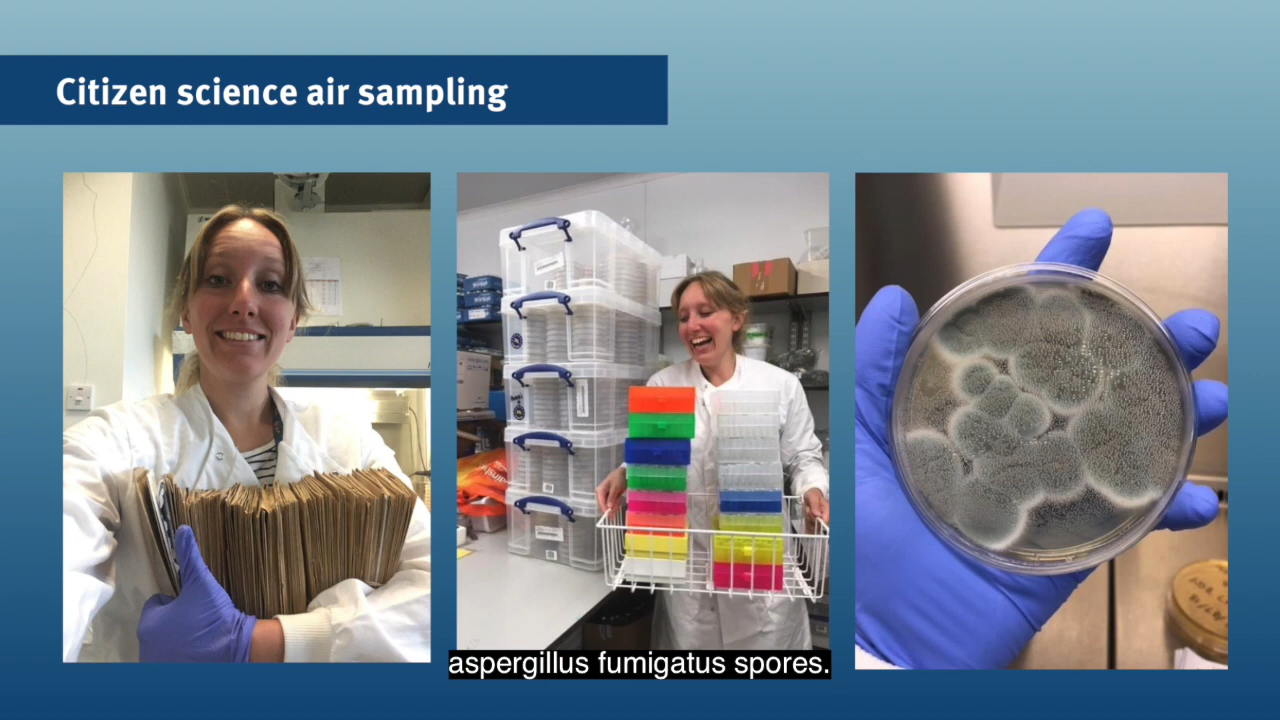 Citizen science air sampling
aspergillus fumigatus spores.